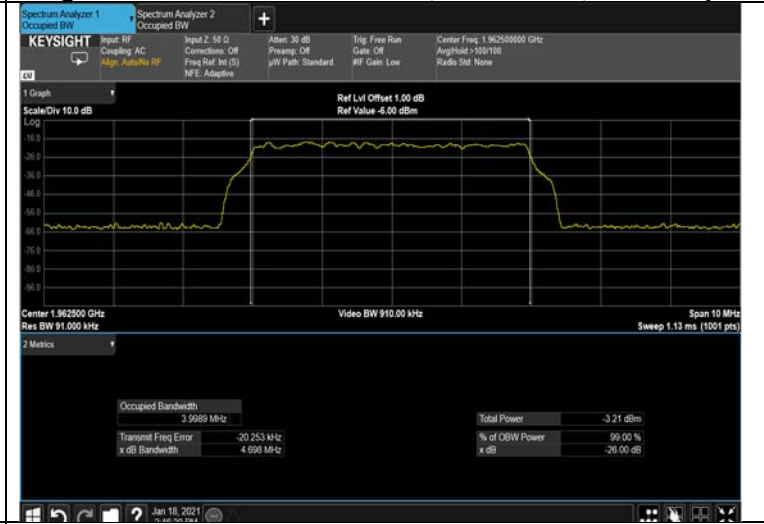 Spectrum Analyzer 1
Occupied BW
Spectrum Analyzer 2
Occupied BW
+
KEYSIGHT
Input: RF
Coupling: AC
Align: Auto/No RF
Input Z: 50 Ω
Corrections: Off
Freq Ref: Int (S)
NFE: Adaptive
Atten: 30 dB
Preamp: Off
µW Path: Standard
Trig: Free Run
Gate: Off
#IF Gain: Low
Center Freq: 1.962500000 GHz
Avg|Hold:>100/100
Radio Std: None
LXI
1 Graph
Scale/Div 10.0 dB
Ref Lvl Offset 1.00 dB
Ref Value -6.00 dBm
Log
-16.0
-26.0
-36.0
-46.0
-56.0
-66.0
-76.0
-86.0
-96.0
Center 1.962500 GHz
Res BW 91.000 kHz
Video BW 910.00 kHz
Span 10 MHz
Sweep 1.13 ms (1001 pts)
2 Metrics
Occupied Bandwidth
3.9989 MHz
Transmit Freq Error -20.253 kHz
x dB Bandwidth 4.698 MHz
Total Power -3.21 dBm
% of OBW Power 99.00 %
x dB -26.00 dB
?
Jan 18, 2021